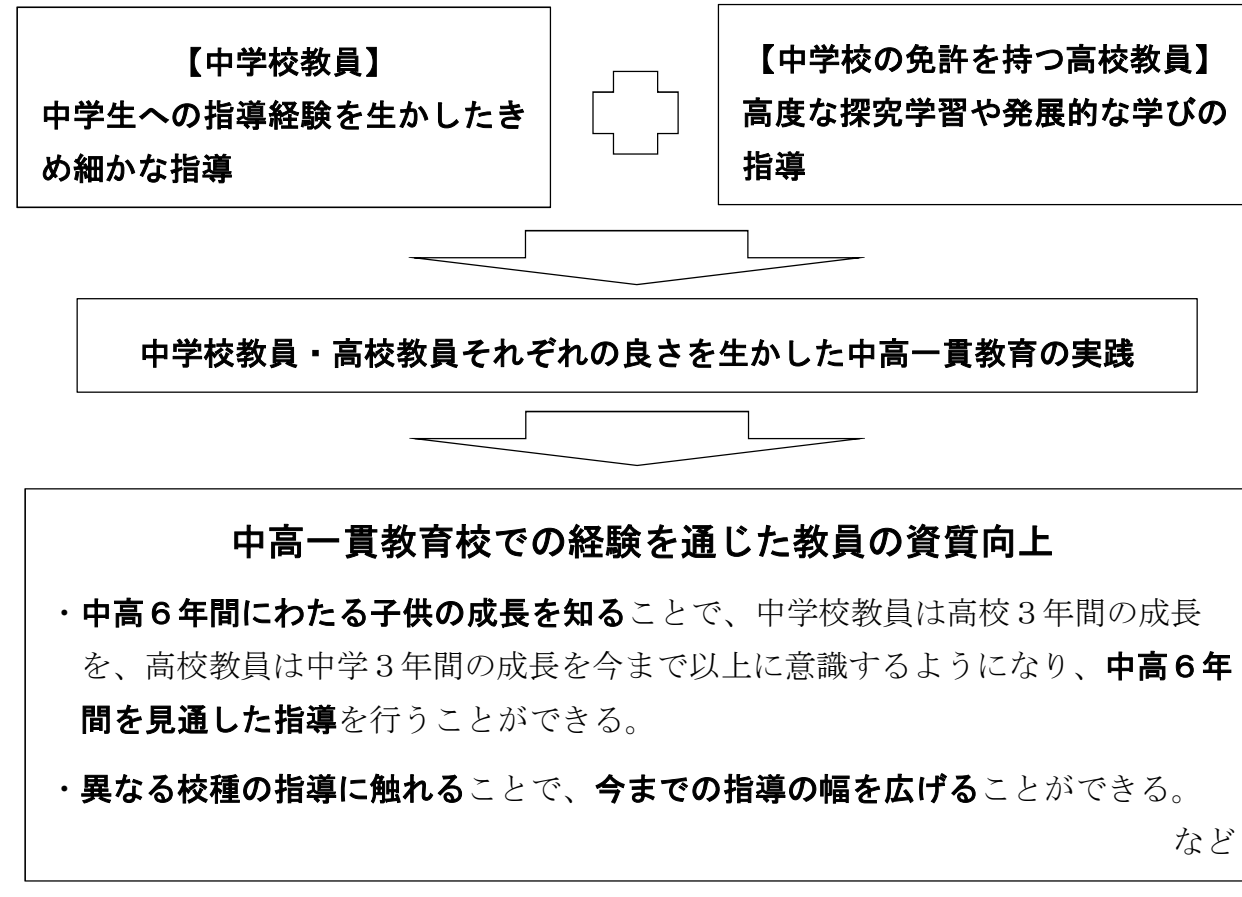 【中学校教員】
中学生への指導経験を生かしたき
め細かな指導
【中学校の免許を持つ高校教員】
高度な探究学習や発展的な学びの
指導
中学校教員・高校教員それぞれの良さを生かした中高一貫教育の実践
中高一貫教育校での経験を通じた教員の資質向上
・中高６年間にわたる子供の成長を知ることで、中学校教員は高校３年間の成長
を、高校教員は中学３年間の成長を今まで以上に意識するようになり、中高６年
間を見通した指導を行うことができる。
・異なる校種の指導に触れることで、今までの指導の幅を広げることができる。
など